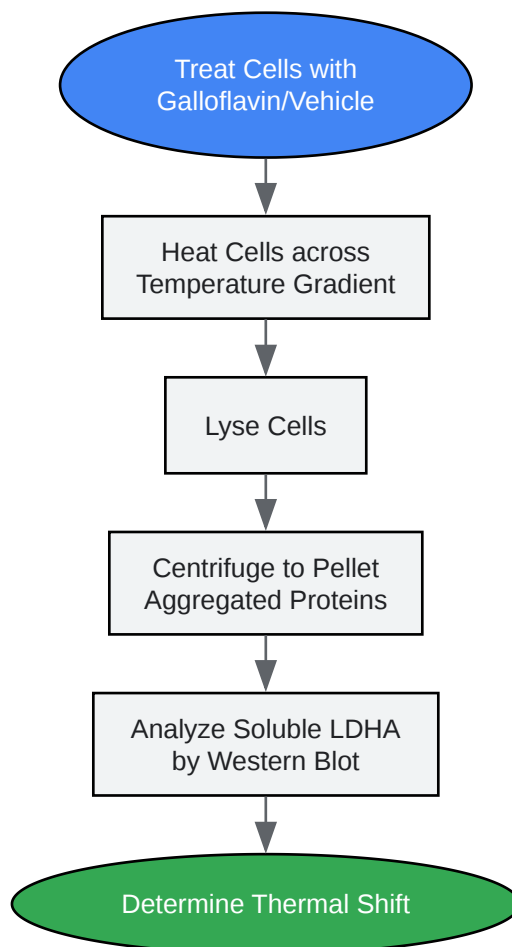 Treat Cells with
Galloflavin/Vehicle
Heat Cells across
Temperature Gradient
Lyse Cells
Centrifuge to Pellet
Aggregated Proteins
Analyze Soluble LDHA
by Western Blot
Determine Thermal Shift